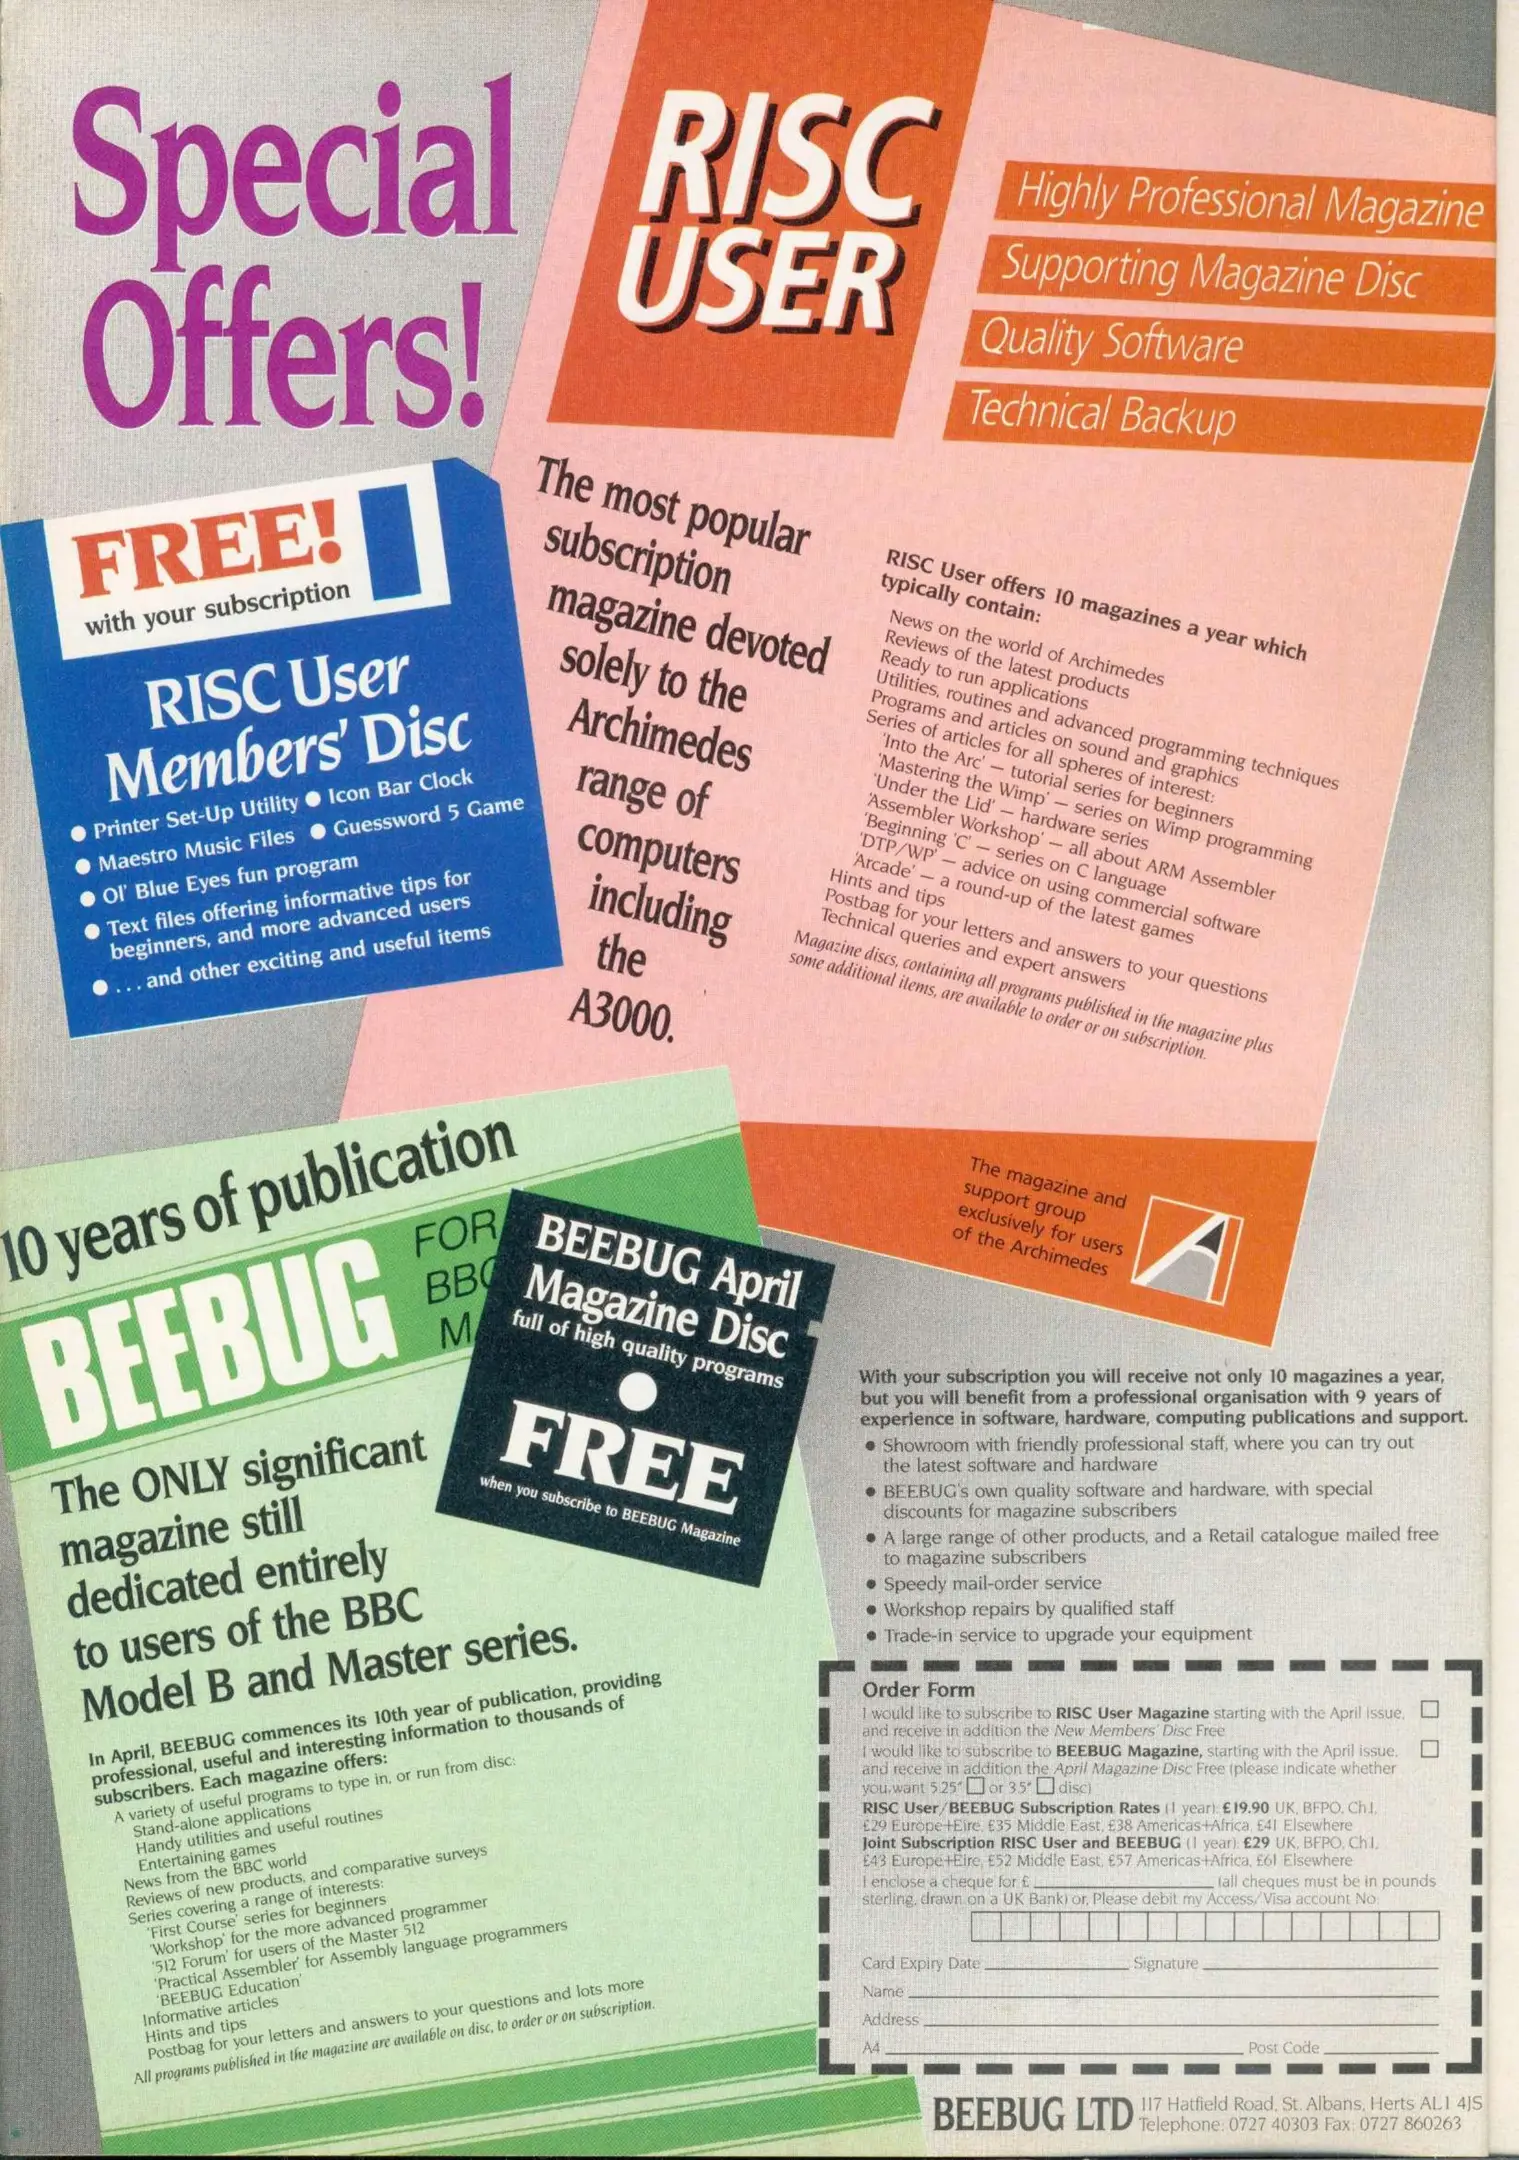 Special
Offers!
RISC
USER
Highly Professional Magazine
Supporting Magazine Disc
Quality Software
Technical Backup
FREE!
with your subscription
RISC User
Members' Disc
● Printer Set-Up Utility ● Icon Bar Clock
● Maestro Music Files ● Guessword 5 Game
● Ol' Blue Eyes fun program
● Text files offering informative tips for
beginners, and more advanced users
● ...and other exciting and useful items
The most popular
subscription
magazine devoted
solely to the
Archimedes
range of
computers
including
the
A3000.
RISC User offers 10 magazines a year which
typically contain:
News on the world of Archimedes
Reviews of the latest products
Ready to run applications
Utilities, routines and advanced programming techniques
Programs and articles on sound and graphics
Series of articles for all spheres of interest:
'Into the Arc' – tutorial series for beginners
'Mastering the Wimp' – series on Wimp programming
'Under the Lid' – hardware series
'Assembler Workshop' – all about ARM Assembler
'Beginning 'C' – series on C language
'DTP/WP' – advice on using commercial software
'Arcade' – a round-up of the latest games
Hints and tips
Postbag for your letters and answers to your questions
Technical queries and expert answers
Magazine discs, containing all programs published in the magazine plus
some additional items, are available to order or on subscription.
The magazine and
support group
exclusively for users
of the Archimedes
10 years of publication
BEEBUG
FOR
BBC
MA
BEEBUG April
Magazine Disc
full of high quality programs
●
FREE
when you subscribe to BEEBUG Magazine
The ONLY significant
magazine still
dedicated entirely
to users of the BBC
Model B and Master series.
In April, BEEBUG commences its 10th year of publication, providing
professional, useful and interesting information to thousands of
subscribers. Each magazine offers:
A variety of useful programs to type in, or run from disc:
Stand-alone applications
Handy utilities and useful routines
Entertaining games
News from the BBC world
Reviews of new products, and comparative surveys
Series covering a range of interests:
'First Course' series for beginners
'Workshop' for the more advanced programmer
'512 Forum' for users of the Master 512
'Practical Assembler' for Assembly language programmers
'BEEBUG Education'
Informative articles
Hints and tips
Postbag for your letters and answers to your questions and lots more
All programs published in the magazine are available on disc, to order or on subscription.
With your subscription you will receive not only 10 magazines a year,
but you will benefit from a professional organisation with 9 years of
experience in software, hardware, computing publications and support.
● Showroom with friendly professional staff, where you can try out
the latest software and hardware
● BEEBUG's own quality software and hardware, with special
discounts for magazine subscribers
● A large range of other products, and a Retail catalogue mailed free
to magazine subscribers
● Speedy mail-order service
● Workshop repairs by qualified staff
● Trade-in service to upgrade your equipment
Order Form
I would like to subscribe to RISC User Magazine starting with the April issue, □
and receive in addition the New Members' Disc Free
I would like to subscribe to BEEBUG Magazine, starting with the April issue, □
and receive in addition the April Magazine Disc Free (please indicate whether
you want 5.25" □ or 3.5" □ disc)
RISC User/BEEBUG Subscription Rates (1 year): £19.90 UK, BFPO, Ch.I,
£29 Europe+Eire, £35 Middle East, £38 Americas+Africa, £41 Elsewhere
Joint Subscription RISC User and BEEBUG (1 year) £29 UK, BFPO, Ch.I,
£43 Europe+Eire, £52 Middle East, £57 Americas+Africa, £61 Elsewhere
I enclose a cheque for £ ____ (all cheques must be in pounds
sterling, drawn on a UK Bank) or, Please debit my Access/Visa account No:
Card Expiry Date ____ Signature ____
Name ____
Address ____
A4 ____ Post Code ____
BEEBUG LTD
117 Hatfield Road, St. Albans, Herts AL1 4JS
Telephone: 0727 40303 Fax: 0727 860263